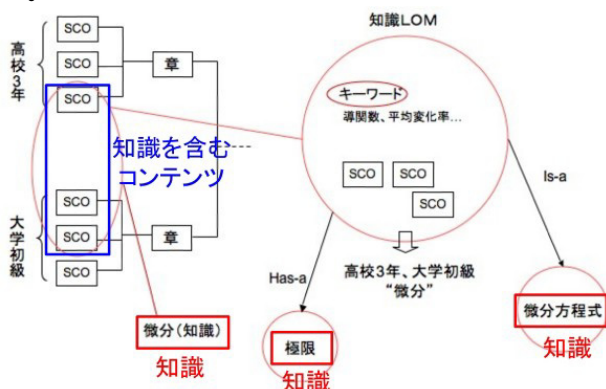 高校3年
SCO
SCO
SCO
章
知識を含む
コンテンツ
大学初級
SCO
SCO
SCO
章
微分(知識)
知識
知識LOM
キーワード
導関数、平均変化率...
SCO
SCO
SCO
高校3年、大学初級
“微分”
Has-a
Is-a
極限
知識
微分方程式
知識